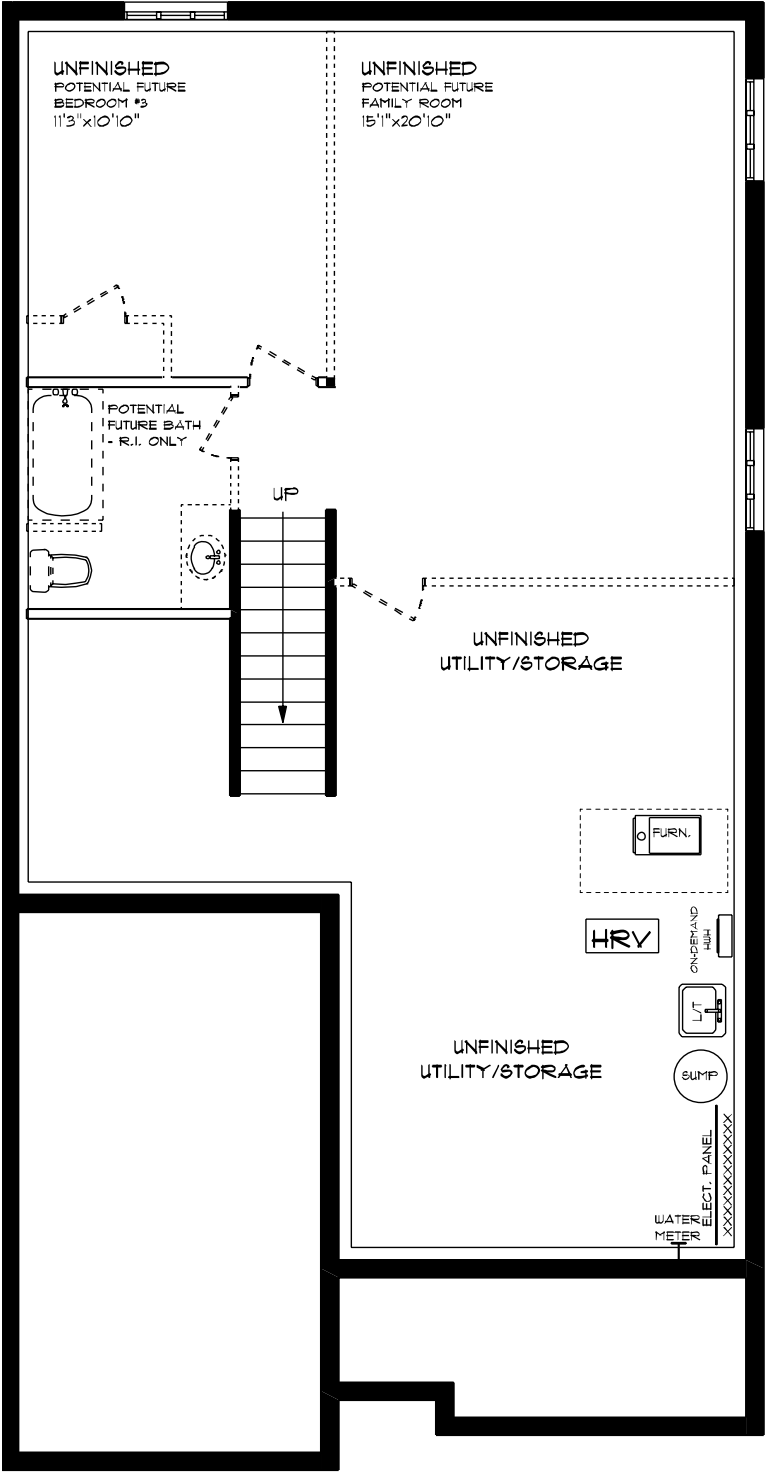 UNFINISHED
POTENTIAL FUTURE
BEDROOM #3
11'3"x10'10"
UNFINISHED
POTENTIAL FUTURE
FAMILY ROOM
15'1"x20'10"
POTENTIAL
FUTURE BATH
- R.I. ONLY
UP
UNFINISHED
UTILITY/STORAGE
FURN.
HRV
ON-DEMAND
HWH
L/T
UNFINISHED
UTILITY/STORAGE
SUMP
ELECT. PANEL
XXXXXXXXXXXXX
WATER
METER